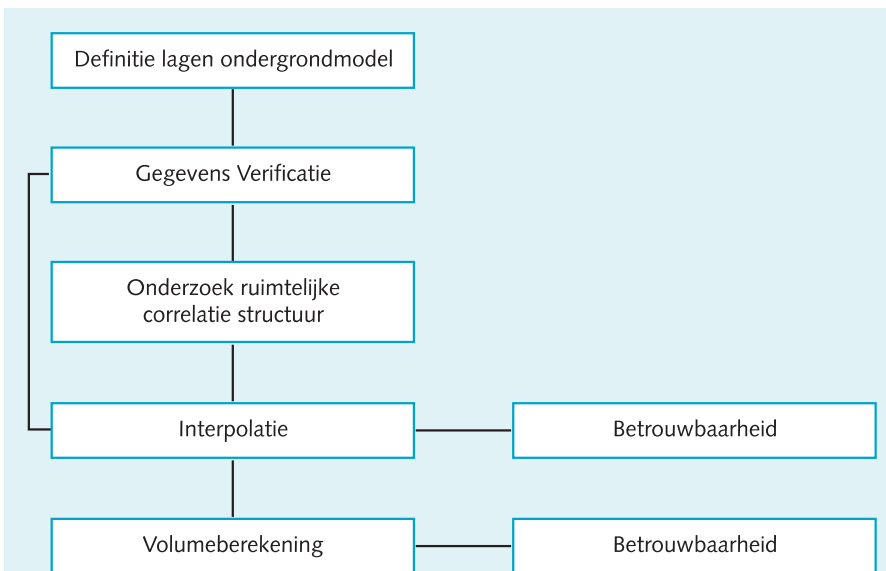 Definitie lagen ondergrondmodel
Gegevens Verificatie
Onderzoek ruimtelijke
correlatie structuur
Interpolatie
Betrouwbaarheid
Volumeberekening
Betrouwbaarheid